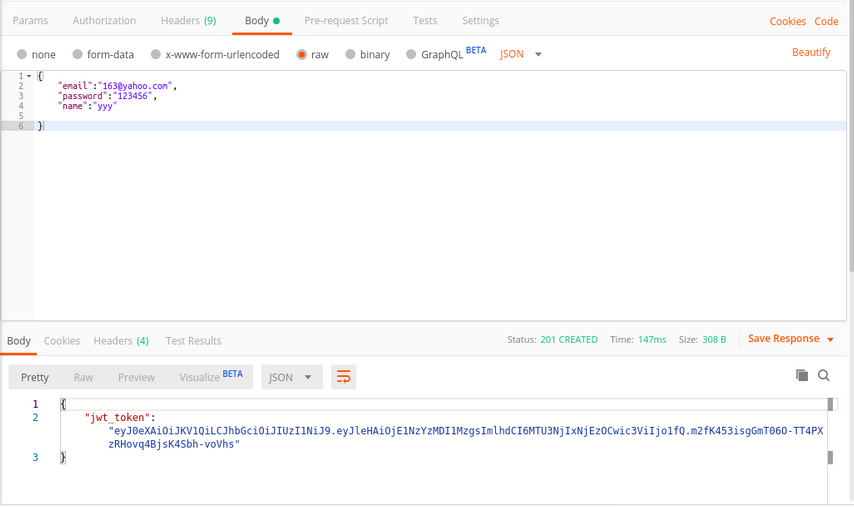 Params Authorization Headers (9) Body Pre-request Script Tests Settings Cookies Code
none form-data x-www-form-urlencoded raw binary GraphQL BETA JSON Beautify
1 {
2 "email":"163@yahoo.com",
3 "password":"123456",
4 "name":"yyy"
5
6 }
Body Cookies Headers (4) Test Results Status: 201 CREATED Time: 147ms Size: 308 B Save Response
Pretty Raw Preview Visualize BETA JSON
1 {
2 "jwt_token":
"eyJ0eXAiOiJKV1QiLCJhbGciOiJIUzI1NiJ9.eyJleHAiOjE1NzYzMDI1MzgsImlhdCI6MTU3NjIxNjEzOCwic3ViIjo1fQ.m2fK453isgGmT06O-TT4PX
zRHovq4BjsK4Sbh-voVhs"
3 }